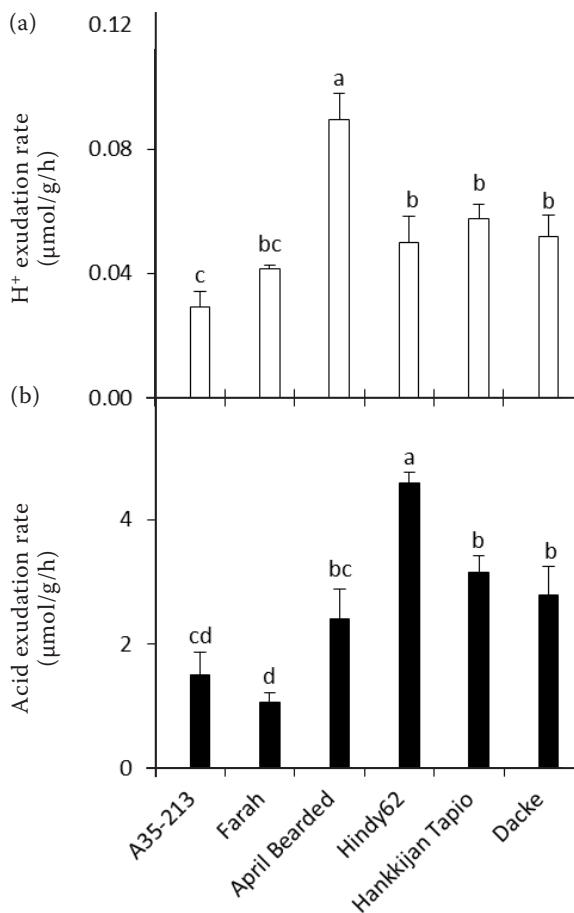 (a)
0.12
0.08
0.04
0.00
H⁺ exudation rate
(μmol/g/h)
c
bc
a
b
b
b
(b)
4
2
0
Acid exudation rate
(μmol/g/h)
cd
d
bc
a
b
b
A35-213
Farah
April Bearded
Hindy62
Hankkijan Tapio
Dacke